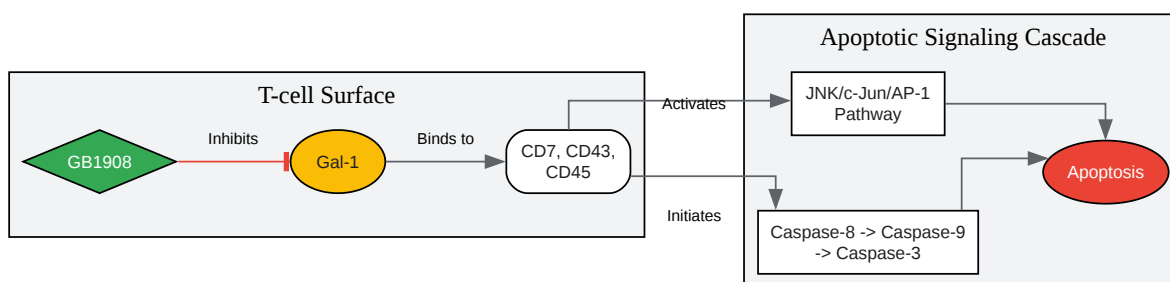 T-cell Surface
GB1908
Inhibits
Gal-1
Binds to
CD7, CD43,
CD45
Activates
Initiates
Apoptotic Signaling Cascade
JNK/c-Jun/AP-1
Pathway
Caspase-8 -> Caspase-9
-> Caspase-3
Apoptosis